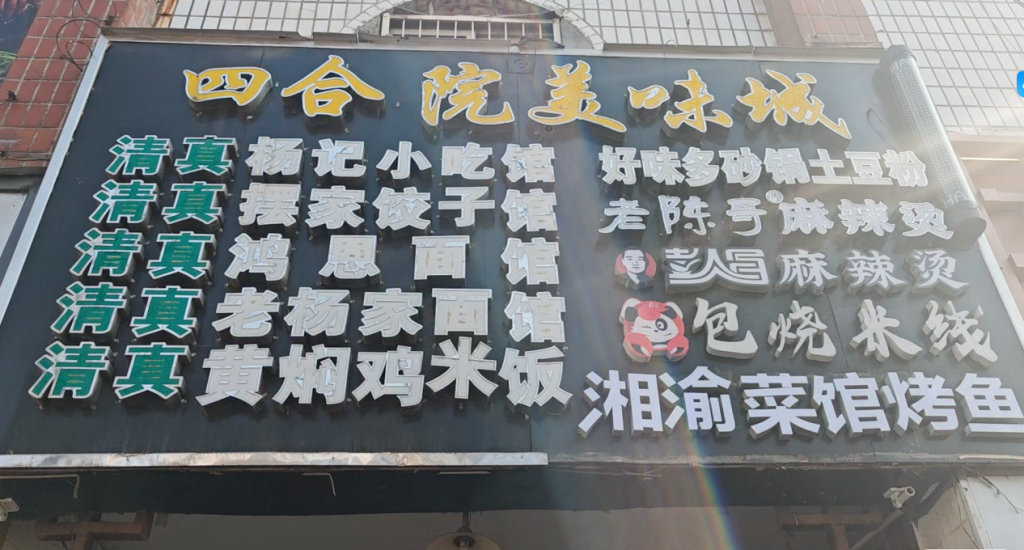 四合院美味城
清真 杨记小吃馆
清真 摆家饺子馆
清真 鸿恩面馆
清真 老杨家面馆
清真 黄焖鸡米饭
好味多砂锅土豆粉
老陈号®麻辣烫
麻辣烫
包烧米线
湘渝菜馆烤鱼